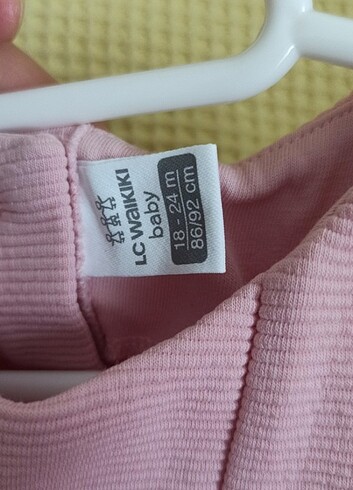 LC WAIKIKI
baby
18 - 24 m
86/92 cm